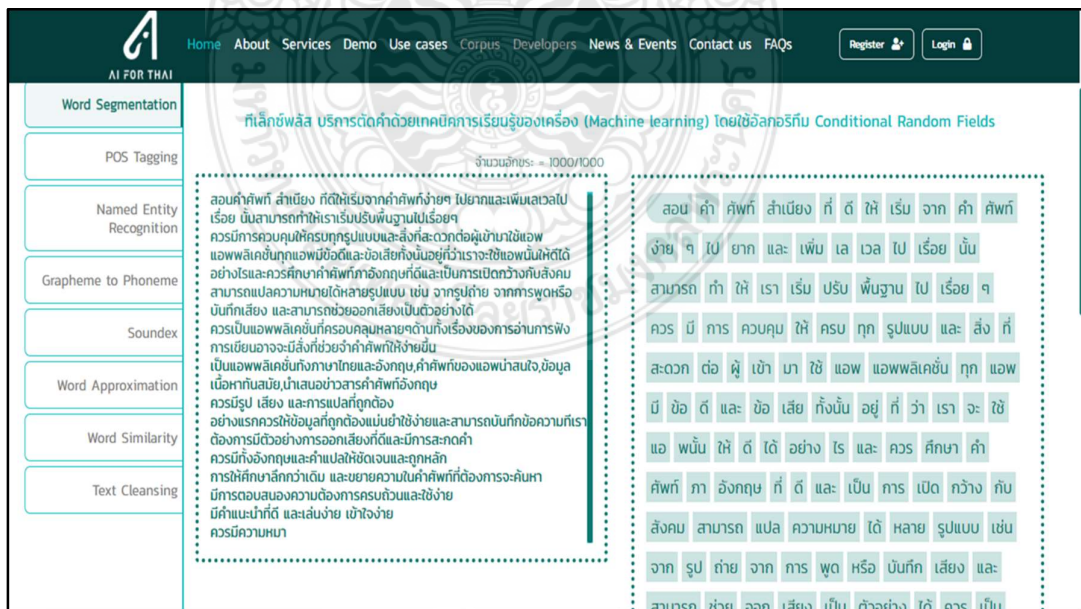 AI FOR THAI
Home About Services Demo Use cases Corpus Developers News & Events Contact us FAQs Register Login
Word Segmentation
POS Tagging
Named Entity
Recognition
Grapheme to Phoneme
Soundex
Word Approximation
Word Similarity
Text Cleansing
ทีเล็กซ์พลัส บริการตัดคำด้วยเทคนิคการเรียนรู้ของเครื่อง (Machine learning) โดยใช้อัลกอริทึม Conditional Random Fields
จำนวนอักขระ: = 1000/1000
สอนคำศัพท์ สำเนียง ที่ดีให้เริ่มจากคำศัพท์ง่ายๆ ไปยากและเพิ่มเลเวลไป
เรื่อย นั้นสามารถทำให้เราเริ่มปรับพื้นฐานไปเรื่อยๆ
ควรมีการควบคุมให้ครบทุกรูปแบบและสิ่งที่สะดวกต่อผู้เข้ามาใช้แอพ
แอพพลิเคชั่นทุกแอพมีข้อดีและข้อเสียทั้งนั้นอยู่ที่ว่าเราจะใช้แอพนั้นให้ดีได้
อย่างไรและควรศึกษาคำศัพท์ภาอังกฤษที่ดีและเป็นการเปิดกว้างกับสังคม
สามารถแปลความหมายได้หลายรูปแบบ เช่น จากรูปถ่าย จากการพูดหรือ
บันทึกเสียง และสามารถช่วยออกเสียงเป็นตัวอย่างได้
ควรเป็นแอพพลิเคชั่นที่ครอบคลุมหลายๆด้านทั้งเรื่องของการอ่านการฟัง
การเขียนอาจจะมีสิ่งที่ช่วยจำคำศัพท์ให้ง่ายขึ้น
เป็นแอพพลิเคชั่นทังภาษาไทยและอังกฤษ,คำศัพท์ของแอพน่าสนใจ,ข้อมูล
เนื้อหาทันสมัย,นำเสนอข่าวสารคำศัพท์อังกฤษ
ควรมีรูป เสียง และการแปลที่ถูกต้อง
อย่างแรกควรให้ข้อมูลที่ถูกต้องแม่นยำใช้ง่ายและสามารถบันทึกข้อความที่เรา
ต้องการมีตัวอย่างการออกเสียงที่ดีและมีการสะกดคำ
ควรมีทั้งอังกฤษและคำแปลให้ชัดเจนและถูกหลัก
การให้ศึกษาลึกกว่าเดิม และขยายความในคำศัพท์ที่ต้องการจะค้นหา
มีการตอบสนองความต้องการครบถ้วนและใช้ง่าย
มีคำแนะนำที่ดี และเล่นง่าย เข้าใจง่าย
ควรมีความหมา
สอน คำ ศัพท์ สำเนียง ที่ ดี ให้ เริ่ม จาก คำ ศัพท์
ง่าย ๆ ไป ยาก และ เพิ่ม เล เวล ไป เรื่อย นั้น
สามารถ ทำ ให้ เรา เริ่ม ปรับ พื้นฐาน ไป เรื่อย ๆ
ควร มี การ ควบคุม ให้ ครบ ทุก รูปแบบ และ สิ่ง ที่
สะดวก ต่อ ผู้ เข้า มา ใช้ แอพ แอพพลิเคชั่น ทุก แอพ
มี ข้อ ดี และ ข้อ เสีย ทั้งนั้น อยู่ ที่ ว่า เรา จะ ใช้
แอ พนั้น ให้ ดี ได้ อย่าง ไร และ ควร ศึกษา คำ
ศัพท์ ภา อังกฤษ ที่ ดี และ เป็น การ เปิด กว้าง กับ
สังคม สามารถ แปล ความหมาย ได้ หลาย รูปแบบ เช่น
จาก รูป ถ่าย จาก การ พูด หรือ บันทึก เสียง และ
สามารถ ช่วย ออก เสียง เป็น ตัวอย่าง ได้ ควร เป็น